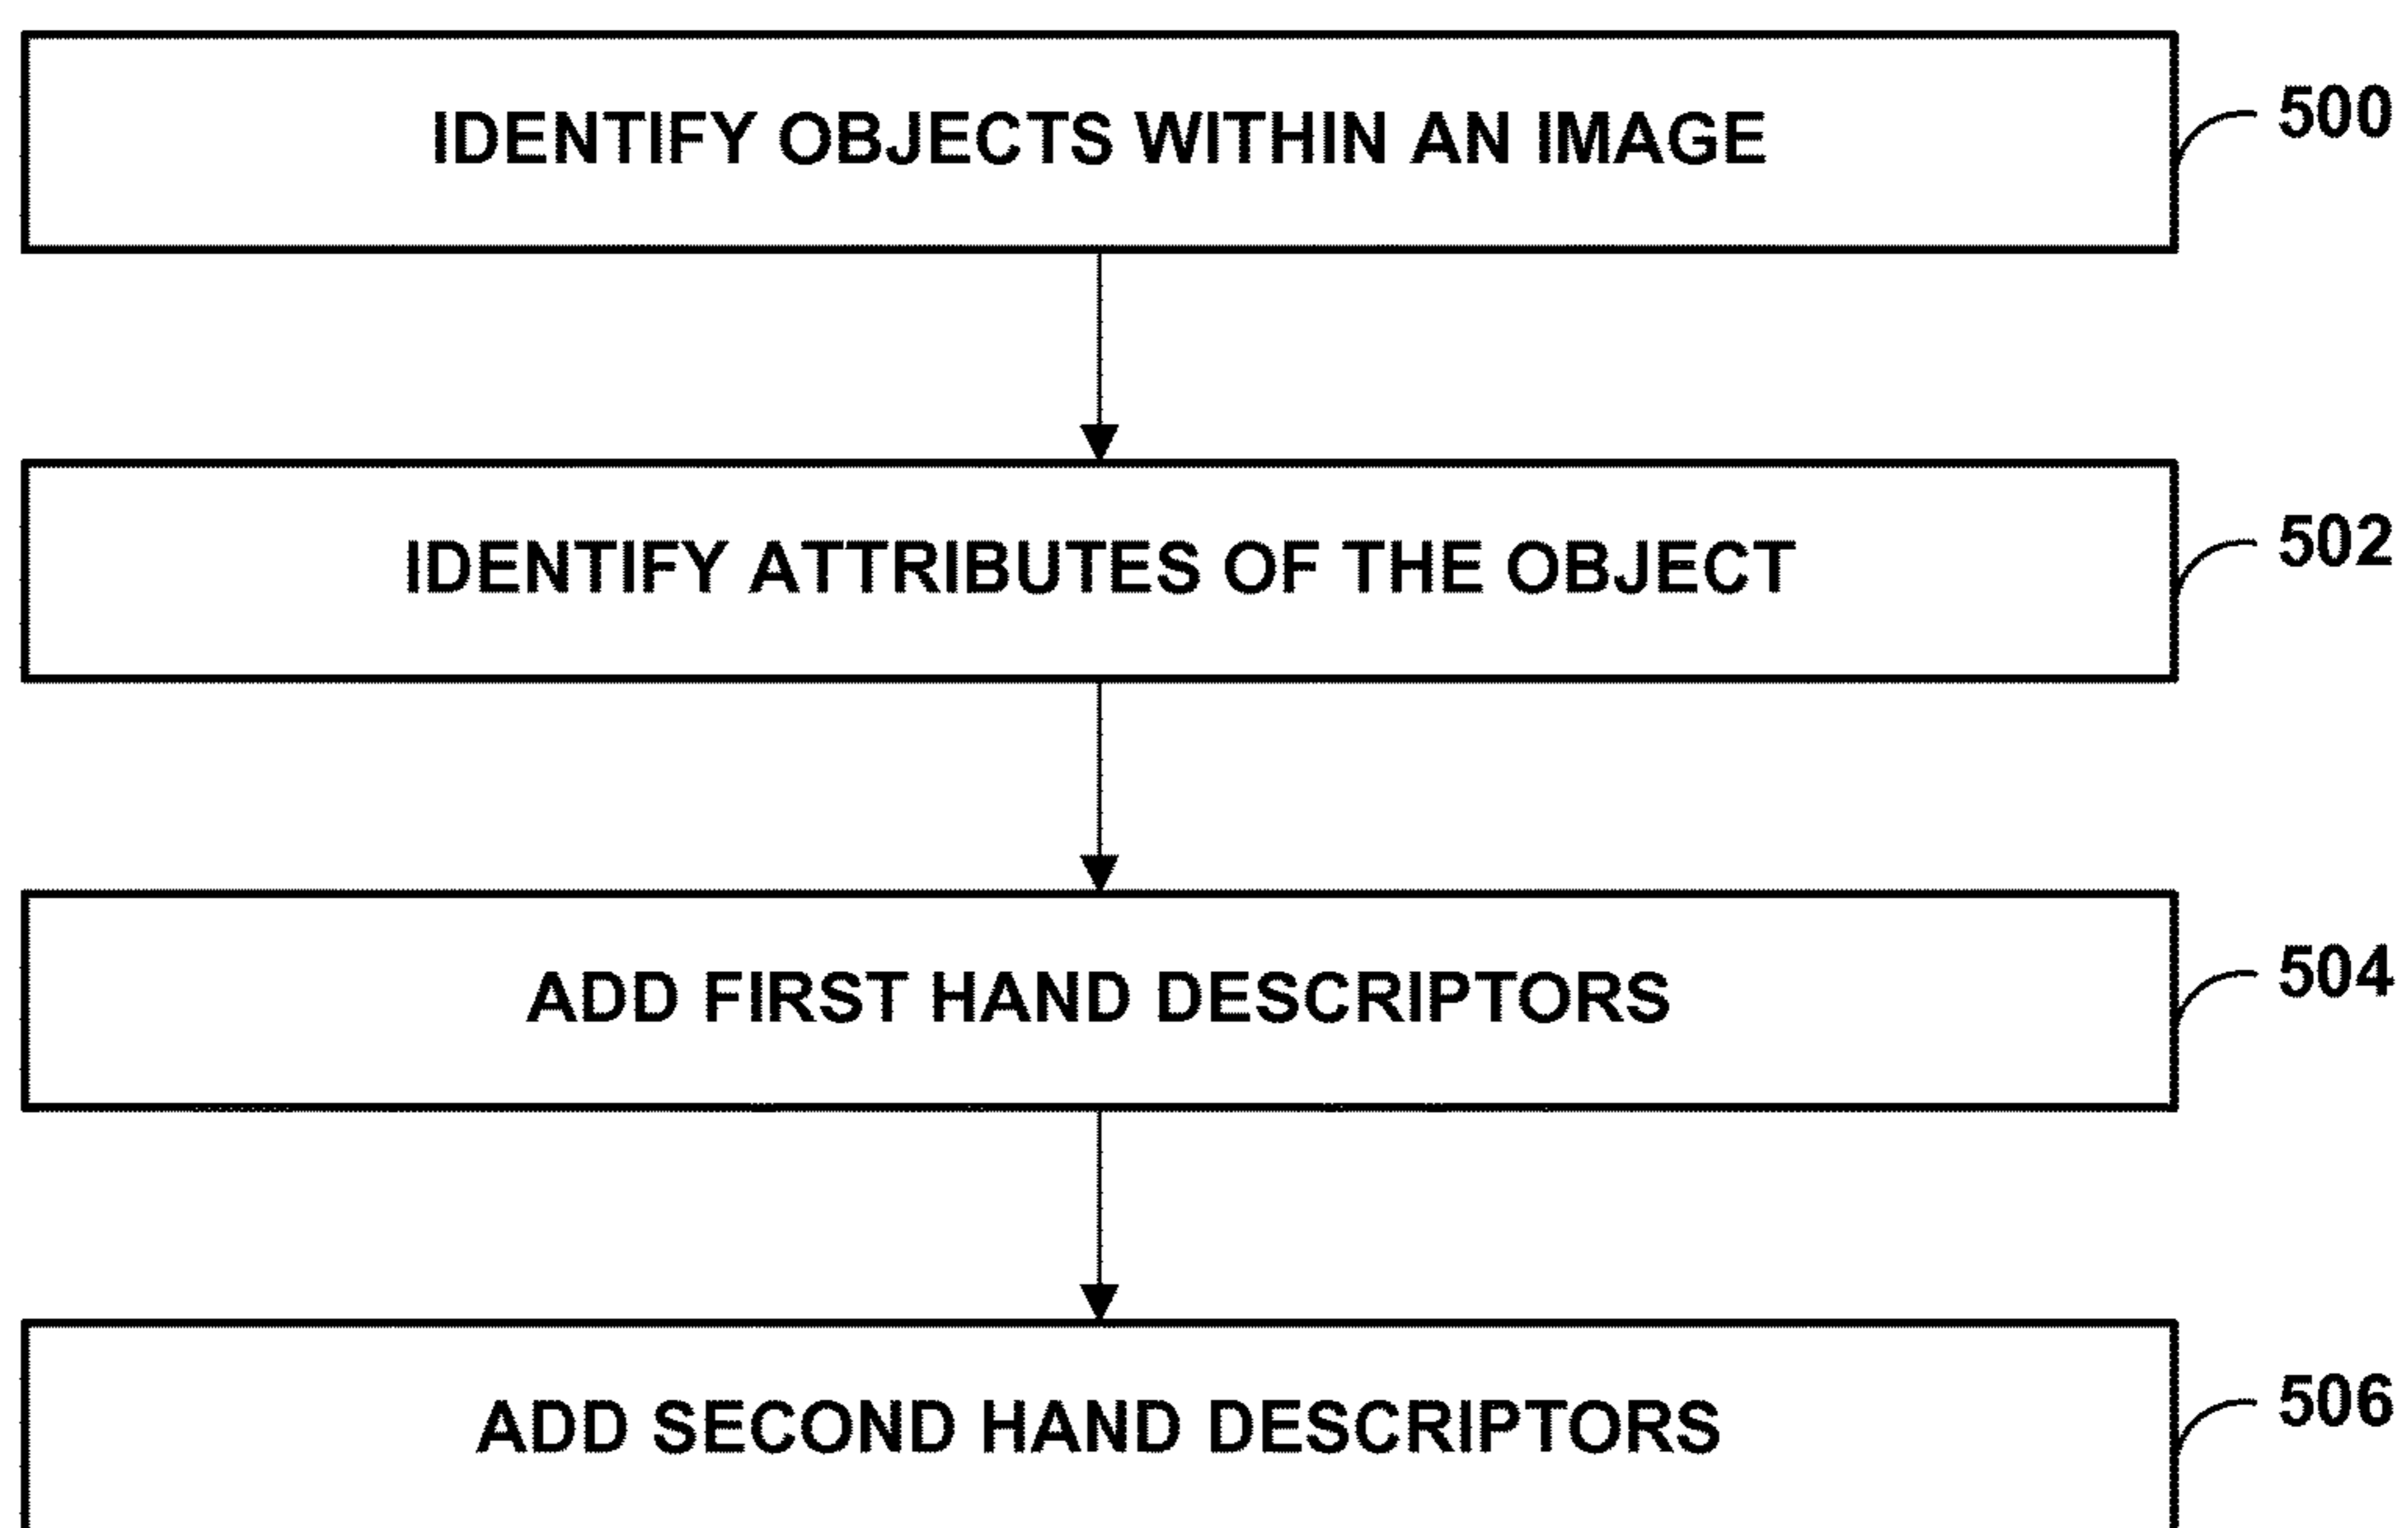 IDENTIFY OBJECTS WITHIN AN IMAGE
500
IDENTIFY ATTRIBUTES OF THE OBJECT
502
ADD FIRST HAND DESCRIPTORS
504
ADD SECOND HAND DESCRIPTORS
506